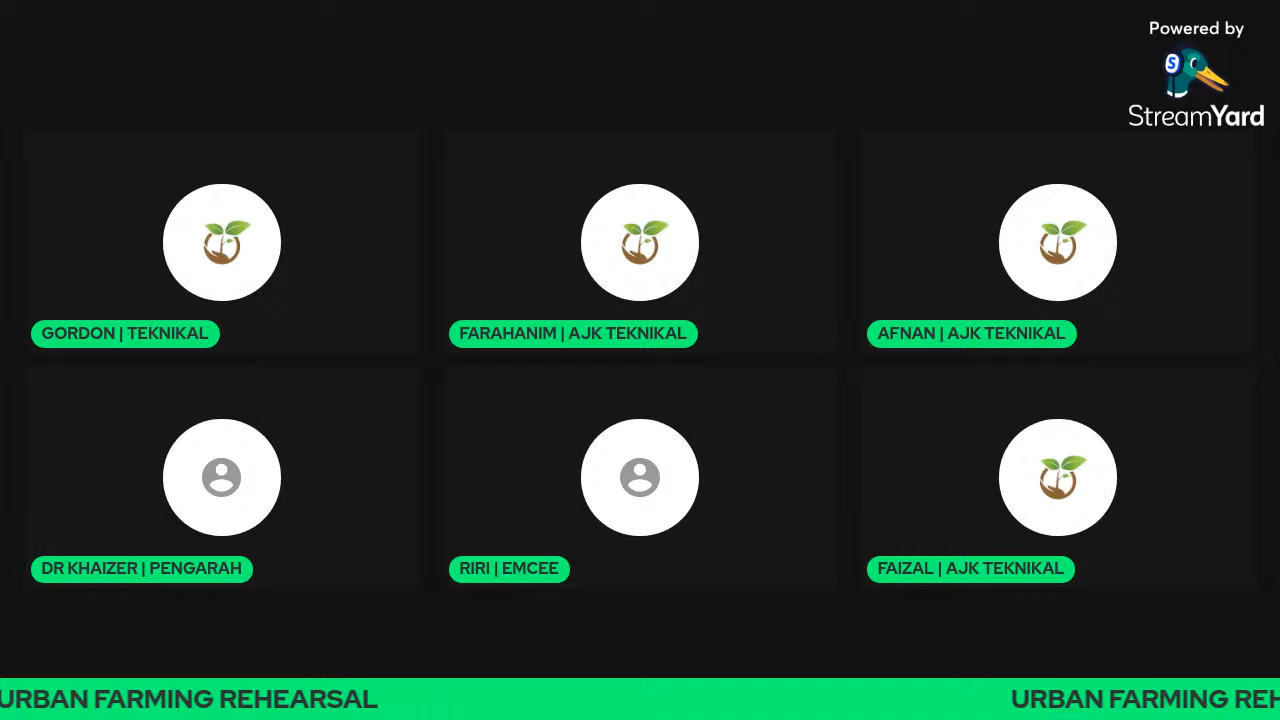 Powered by
S
StreamYard
GORDON | TEKNIKAL
FARAHANIM | AJK TEKNIKAL
AFNAN | AJK TEKNIKAL
DR KHAIZER | PENGARAH
RIRI | EMCEE
FAIZAL | AJK TEKNIKAL
URBAN FARMING REHEARSAL URBAN FARMING REH